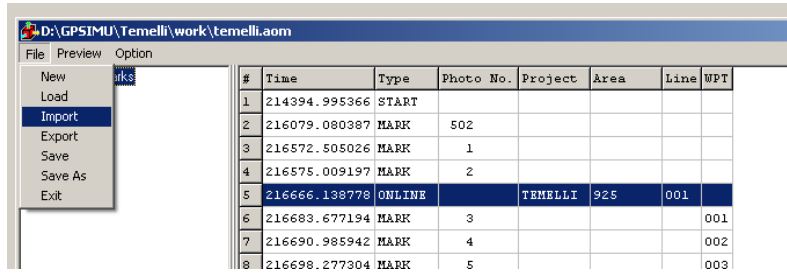 D:\GPSIMU\Temelli\work\temelli.aom
File Preview Option
New
Load
Import
Export
Save
Save As
Exit
# Time Type Photo No. Project Area Line WPT
1 214394.995366 START
2 216079.080387 MARK 502
3 216572.505026 MARK 1
4 216575.009197 MARK 2
5 216666.138778 ONLINE TEMELLI 925 001
6 216683.677194 MARK 3 001
7 216690.985942 MARK 4 002
8 216698.277304 MARK 5 003